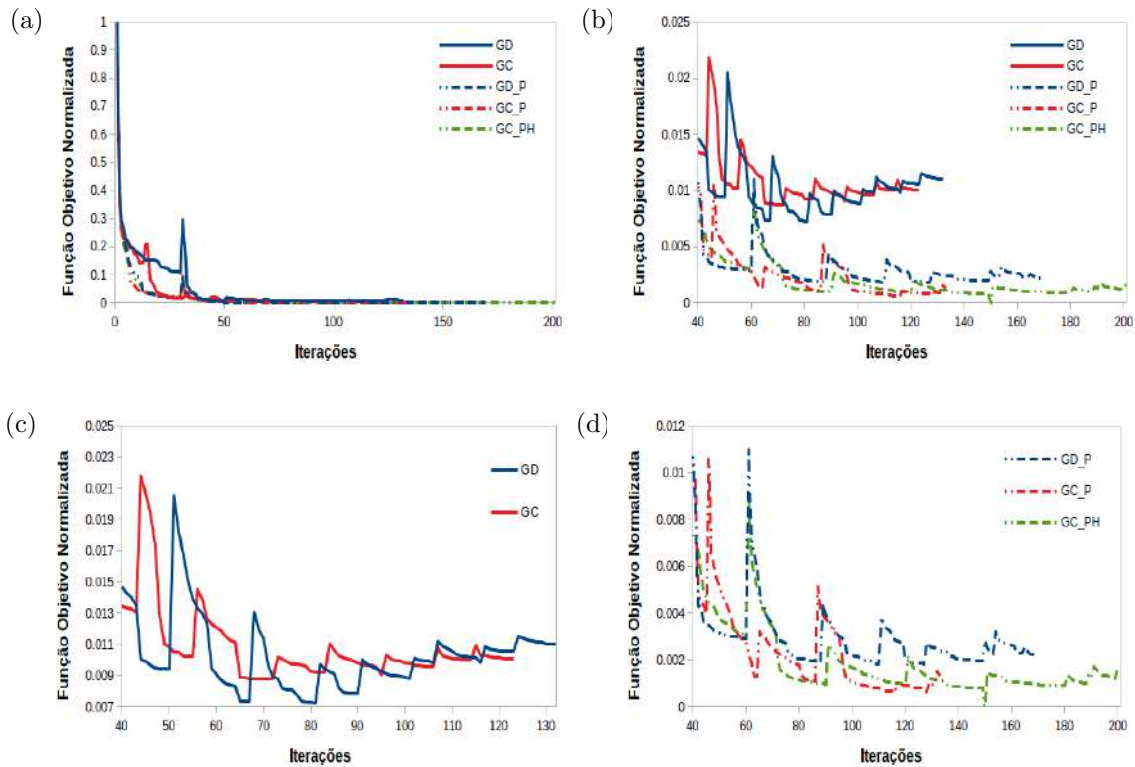 (a)
Função Objetivo Normalizada
1
0.9
0.8
0.7
0.6
0.5
0.4
0.3
0.2
0.1
0
0
50
100
150
200
Iterações
GD
GC
GD_P
GC_P
GC_PH
(b)
Função Objetivo Normalizada
0.025
0.02
0.015
0.01
0.005
0
40
60
80
100
120
140
160
180
200
Iterações
GD
GC
GD_P
GC_P
GC_PH
(c)
Função Objetivo Normalizada
0.025
0.023
0.021
0.019
0.017
0.015
0.013
0.011
0.009
0.007
40
50
60
70
80
90
100
110
120
130
Iterações
GD
GC
(d)
Função Objetivo Normalizada
0.012
0.01
0.008
0.006
0.004
0.002
0
40
60
80
100
120
140
160
180
200
Iterações
GD_P
GC_P
GC_PH